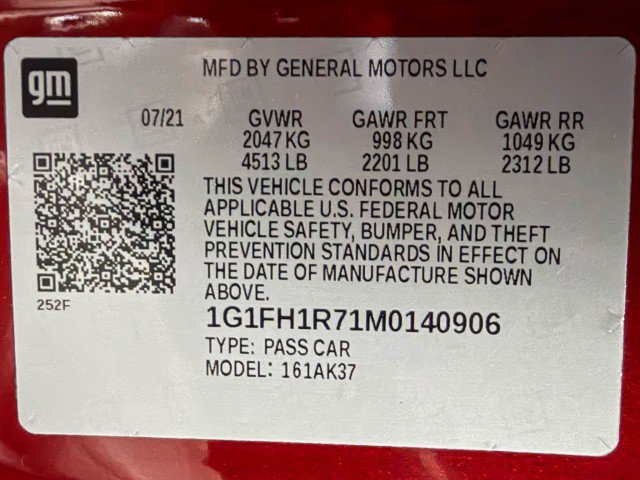 gm
MFD BY GENERAL MOTORS LLC
07/21 GVWR GAWR FRT GAWR RR
2047 KG 998 KG 1049 KG
4513 LB 2201 LB 2312 LB
THIS VEHICLE CONFORMS TO ALL
APPLICABLE U.S. FEDERAL MOTOR
VEHICLE SAFETY, BUMPER, AND THEFT
PREVENTION STANDARDS IN EFFECT ON
THE DATE OF MANUFACTURE SHOWN
ABOVE.
252F
1G1FH1R71M0140906
TYPE: PASS CAR
MODEL: 161AK37